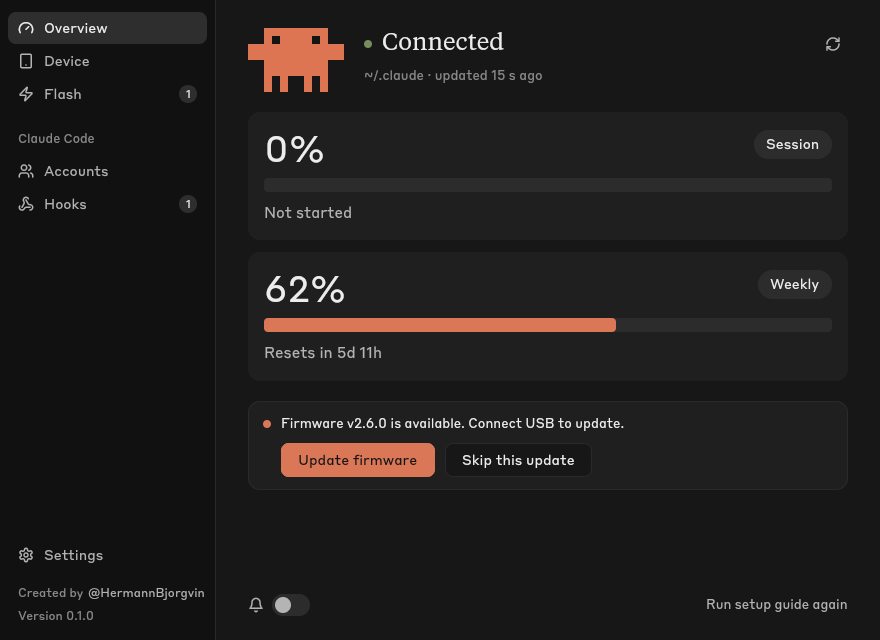 Overview
Device
Flash 1
Claude Code
Accounts
Hooks 1
Settings
Created by @HermannBjorgvin
Version 0.1.0
Connected
~/.claude · updated 15 s ago
0%
Session
Not started
62%
Weekly
Resets in 5d 11h
Firmware v2.6.0 is available. Connect USB to update.
Update firmware
Skip this update
Run setup guide again